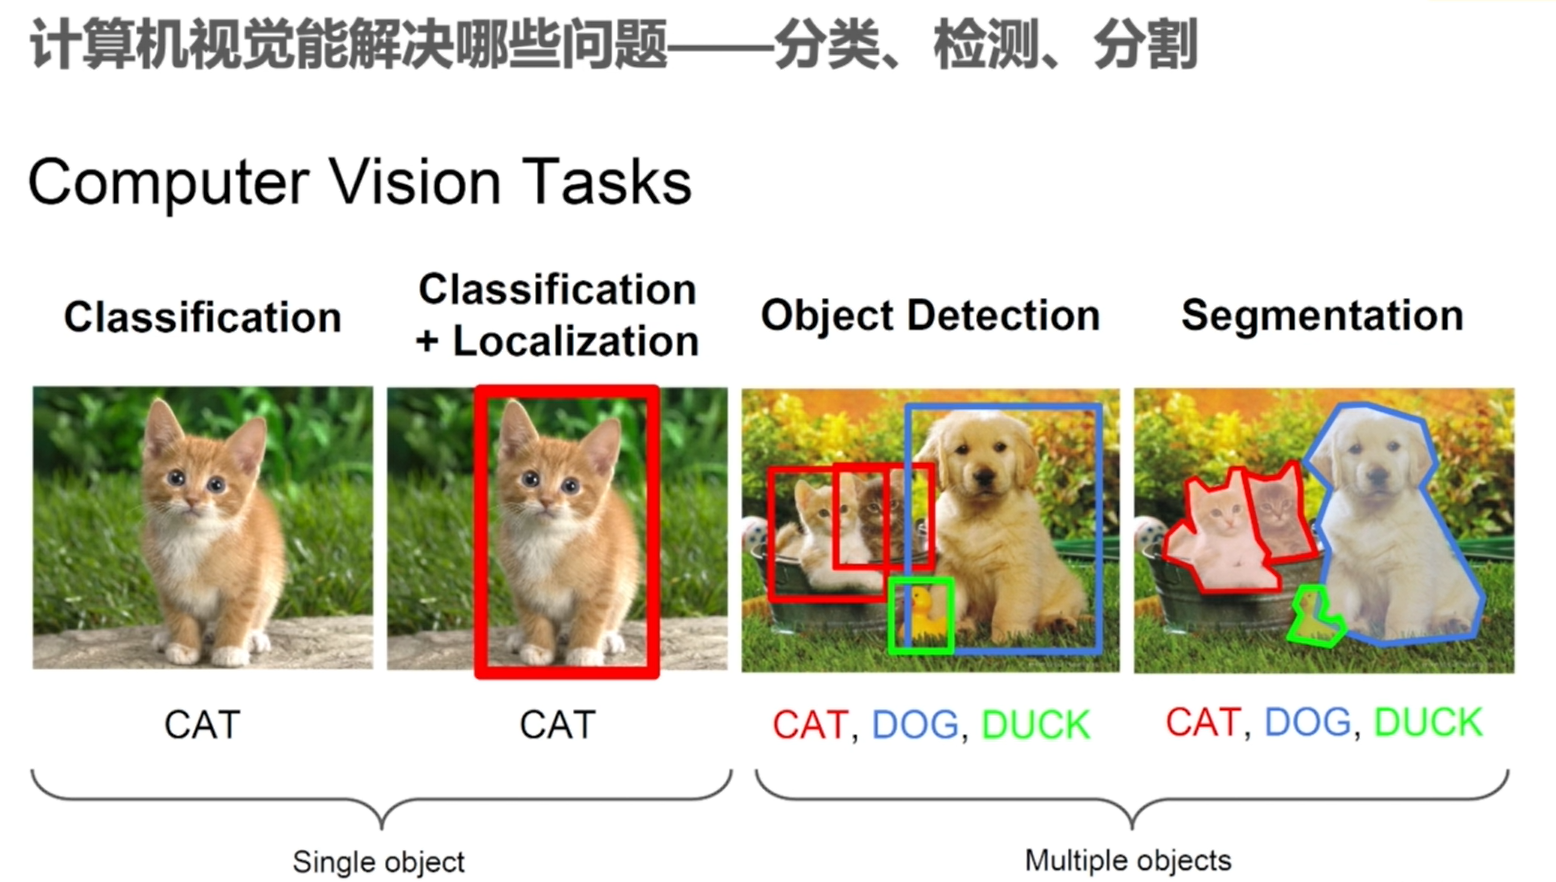 计算机视觉能解决哪些问题——分类、检测、分割
Computer Vision Tasks
Classification
Classification
+ Localization
Object Detection
Segmentation
CAT
CAT
CAT, DOG, DUCK
CAT, DOG, DUCK
Single object
Multiple objects